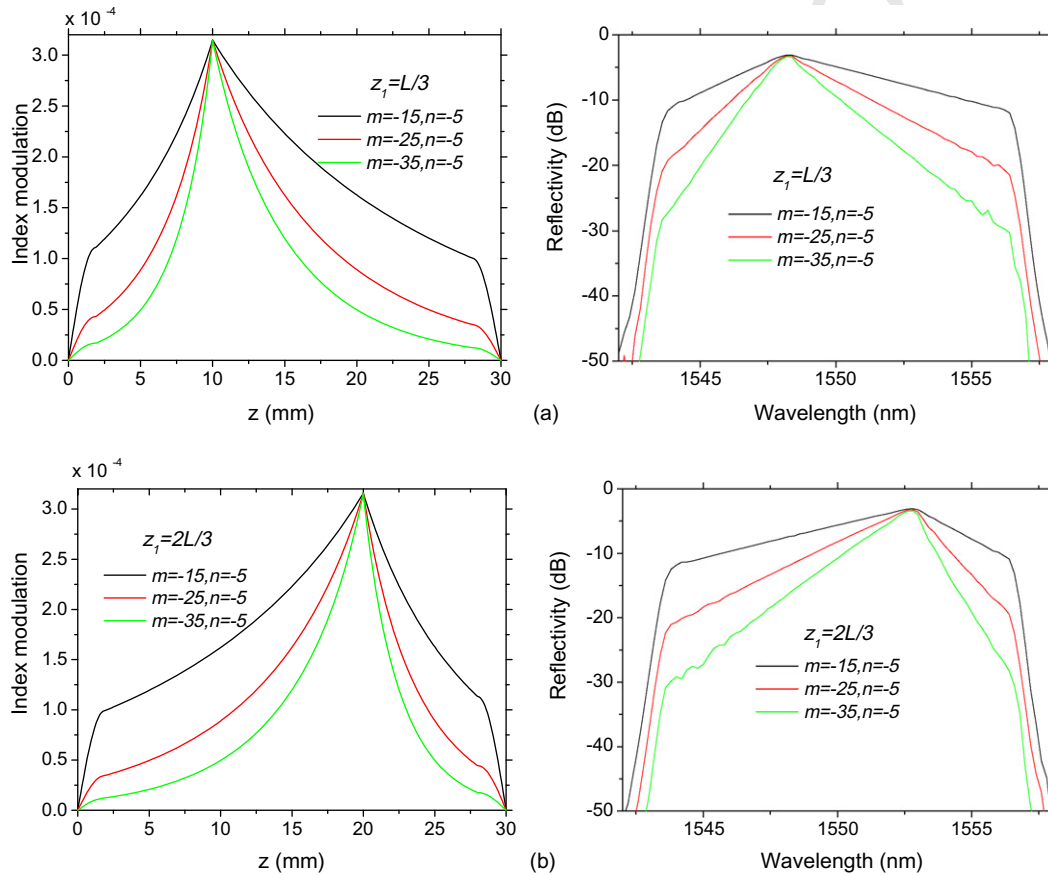 x 10 -4
3.0
2.5
2.0
1.5
1.0
0.5
0.0
Index modulation
z1=L/3
m=-15,n=-5
m=-25,n=-5
m=-35,n=-5
0 5 10 15 20 25 30
z (mm)
0
-10
-20
-30
-40
-50
Reflectivity (dB)
z1=L/3
m=-15,n=-5
m=-25,n=-5
m=-35,n=-5
1545 1550 1555
Wavelength (nm)
(a)
x 10 -4
3.0
2.5
2.0
1.5
1.0
0.5
0.0
Index modulation
z1=2L/3
m=-15,n=-5
m=-25,n=-5
m=-35,n=-5
0 5 10 15 20 25 30
z (mm)
0
-10
-20
-30
-40
-50
Reflectivity (dB)
z1=2L/3
m=-15,n=-5
m=-25,n=-5
m=-35,n=-5
1545 1550 1555
Wavelength (nm)
(b)